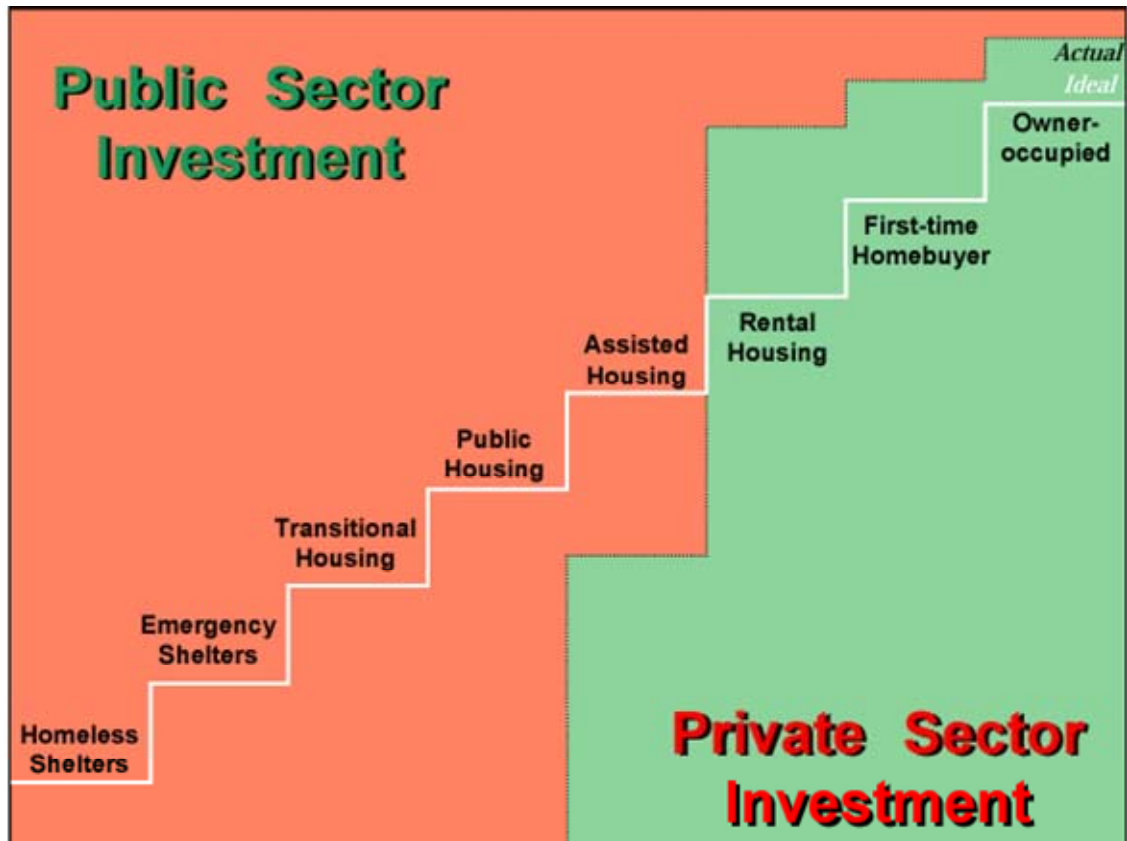 Public Sector
Investment
Actual
Ideal
Owner-
occupied
First-time
Homebuyer
Rental
Housing
Assisted
Housing
Public
Housing
Transitional
Housing
Emergency
Shelters
Homeless
Shelters
Private Sector
Investment